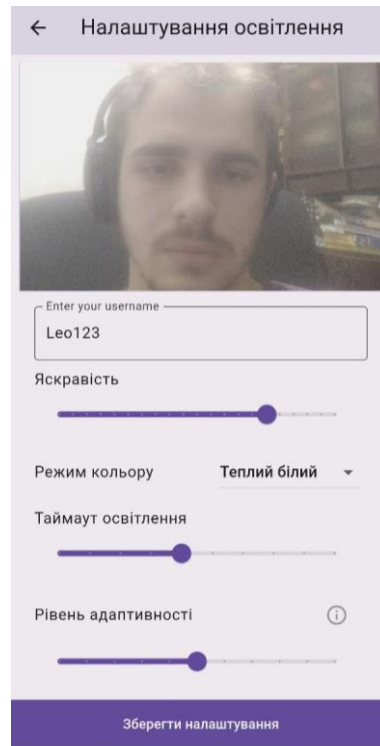 Налаштування освітлення
Enter your username
Leo123
Яскравість
Режим кольору Теплий білий
Таймаут освітлення
Рівень адаптивності
Зберегти налаштування